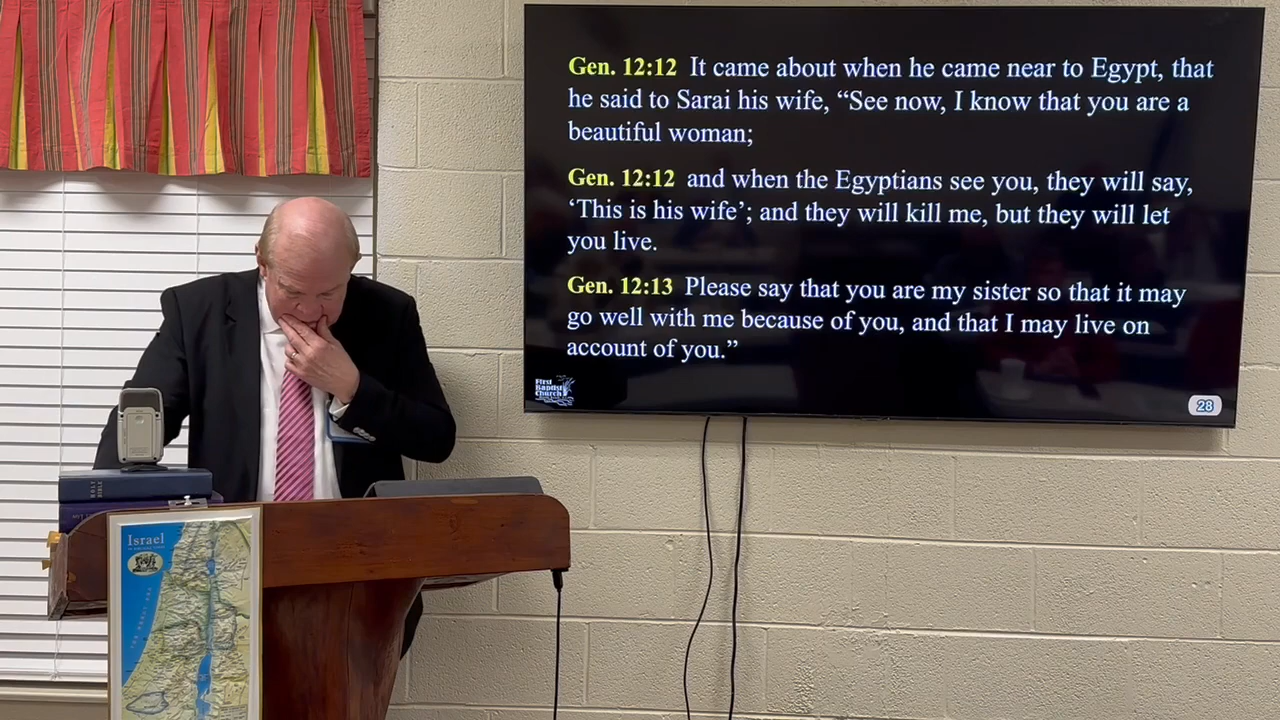 Gen. 12:12 It came about when he came near to Egypt, that
he said to Sarai his wife, “See now, I know that you are a
beautiful woman;
Gen. 12:12 and when the Egyptians see you, they will say,
‘This is his wife’; and they will kill me, but they will let
you live.
Gen. 12:13 Please say that you are my sister so that it may
go well with me because of you, and that I may live on
account of you.”
First
Baptist
Church
28
HOLY
BIBLE
Israel